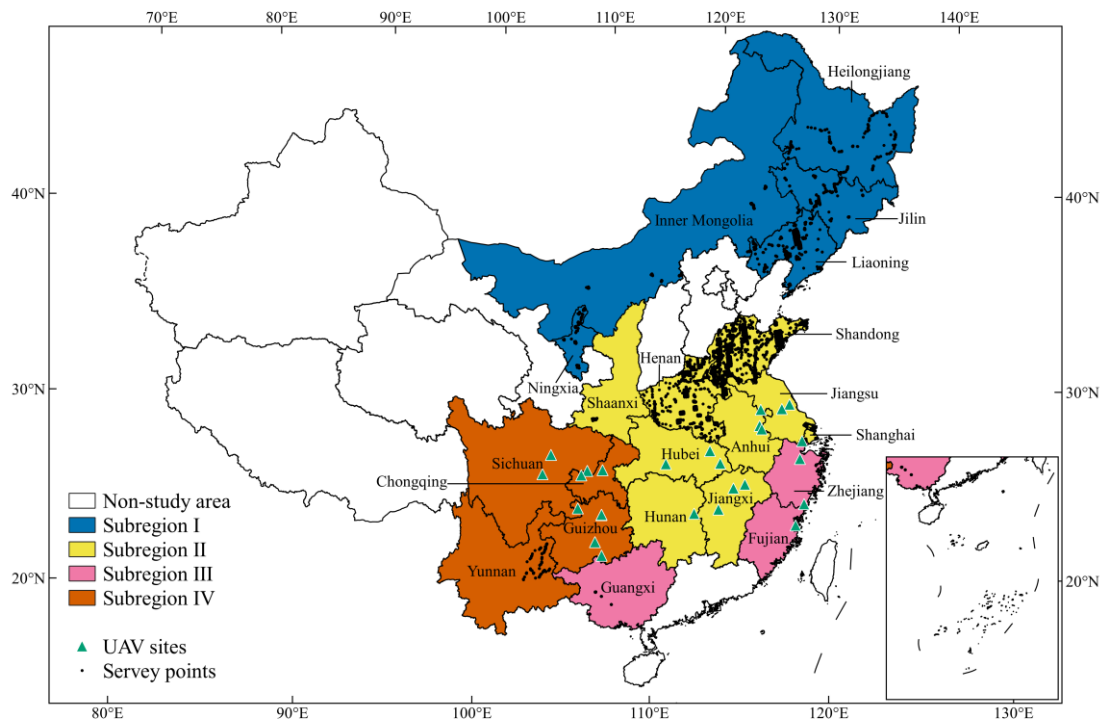 70°E 80°E 90°E 100°E 110°E 120°E 130°E 140°E
Heilongjiang
40°N 40°N
Inner Mongolia
Jilin
Liaoning
Shandong
Henan
30°N Ningxia 30°N
Shaanxi
Jiangsu
Shanghai
Anhui
Hubei
Sichuan
Chongqing
Zhejiang
Jiangxi
Non-study area
Subregion I
Hunan
Guizhou
Subregion II
Fujian
Subregion III
Yunnan
20°N 20°N
Guangxi
Subregion IV
UAV sites
Servey points
80°E 90°E 100°E 110°E 120°E 130°E